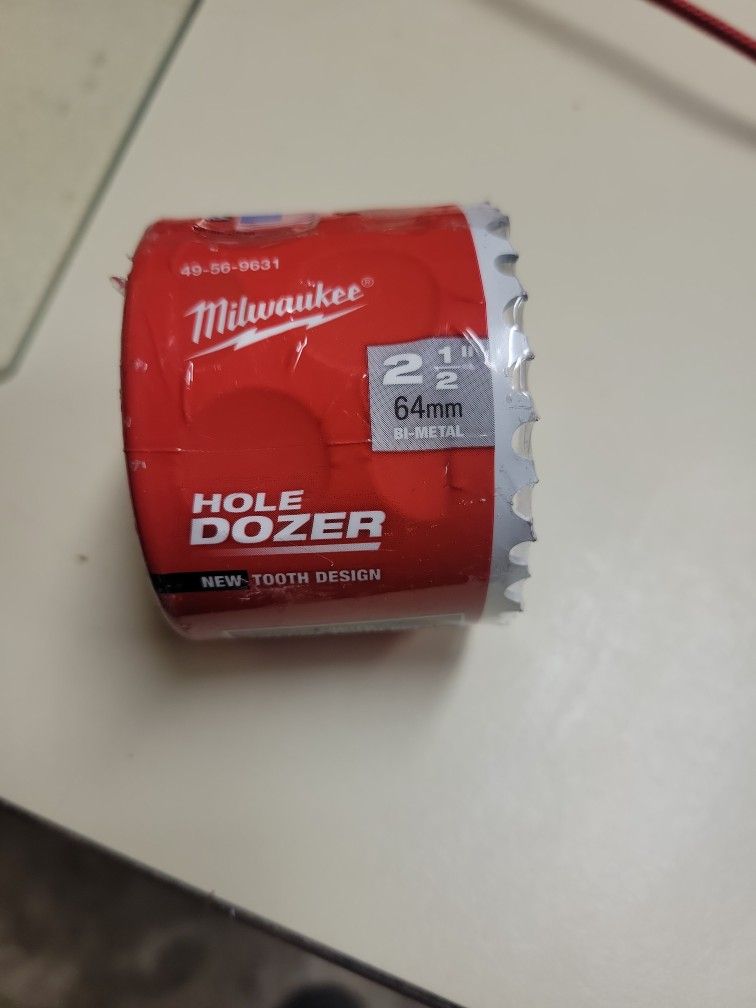 49-56-9631
Milwaukee®
2 1/2"
64mm
BI-METAL
HOLE
DOZER
NEW TOOTH DESIGN